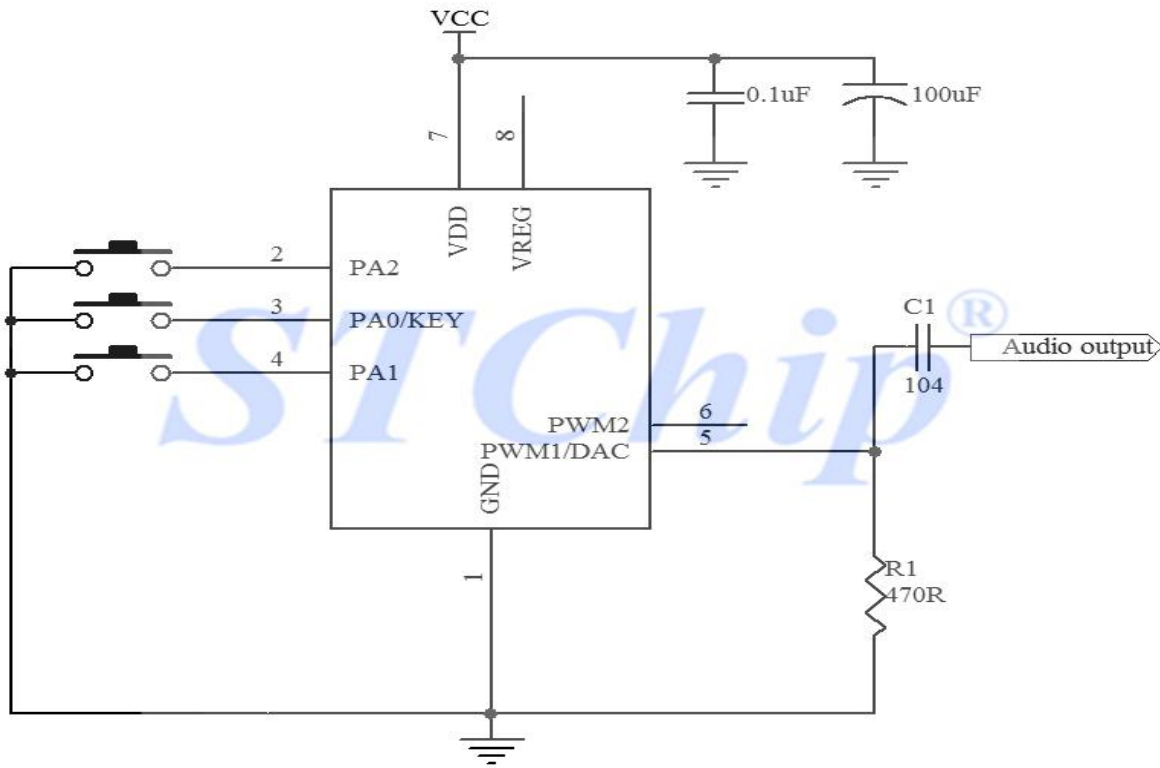 VCC
0.1uF
100uF
7
8
VDD
VREG
2
PA2
3
PA0/KEY
4
PA1
STChip®
C1
104
Audio output
PWM2
6
PWM1/DAC
5
GND
1
R1
470R